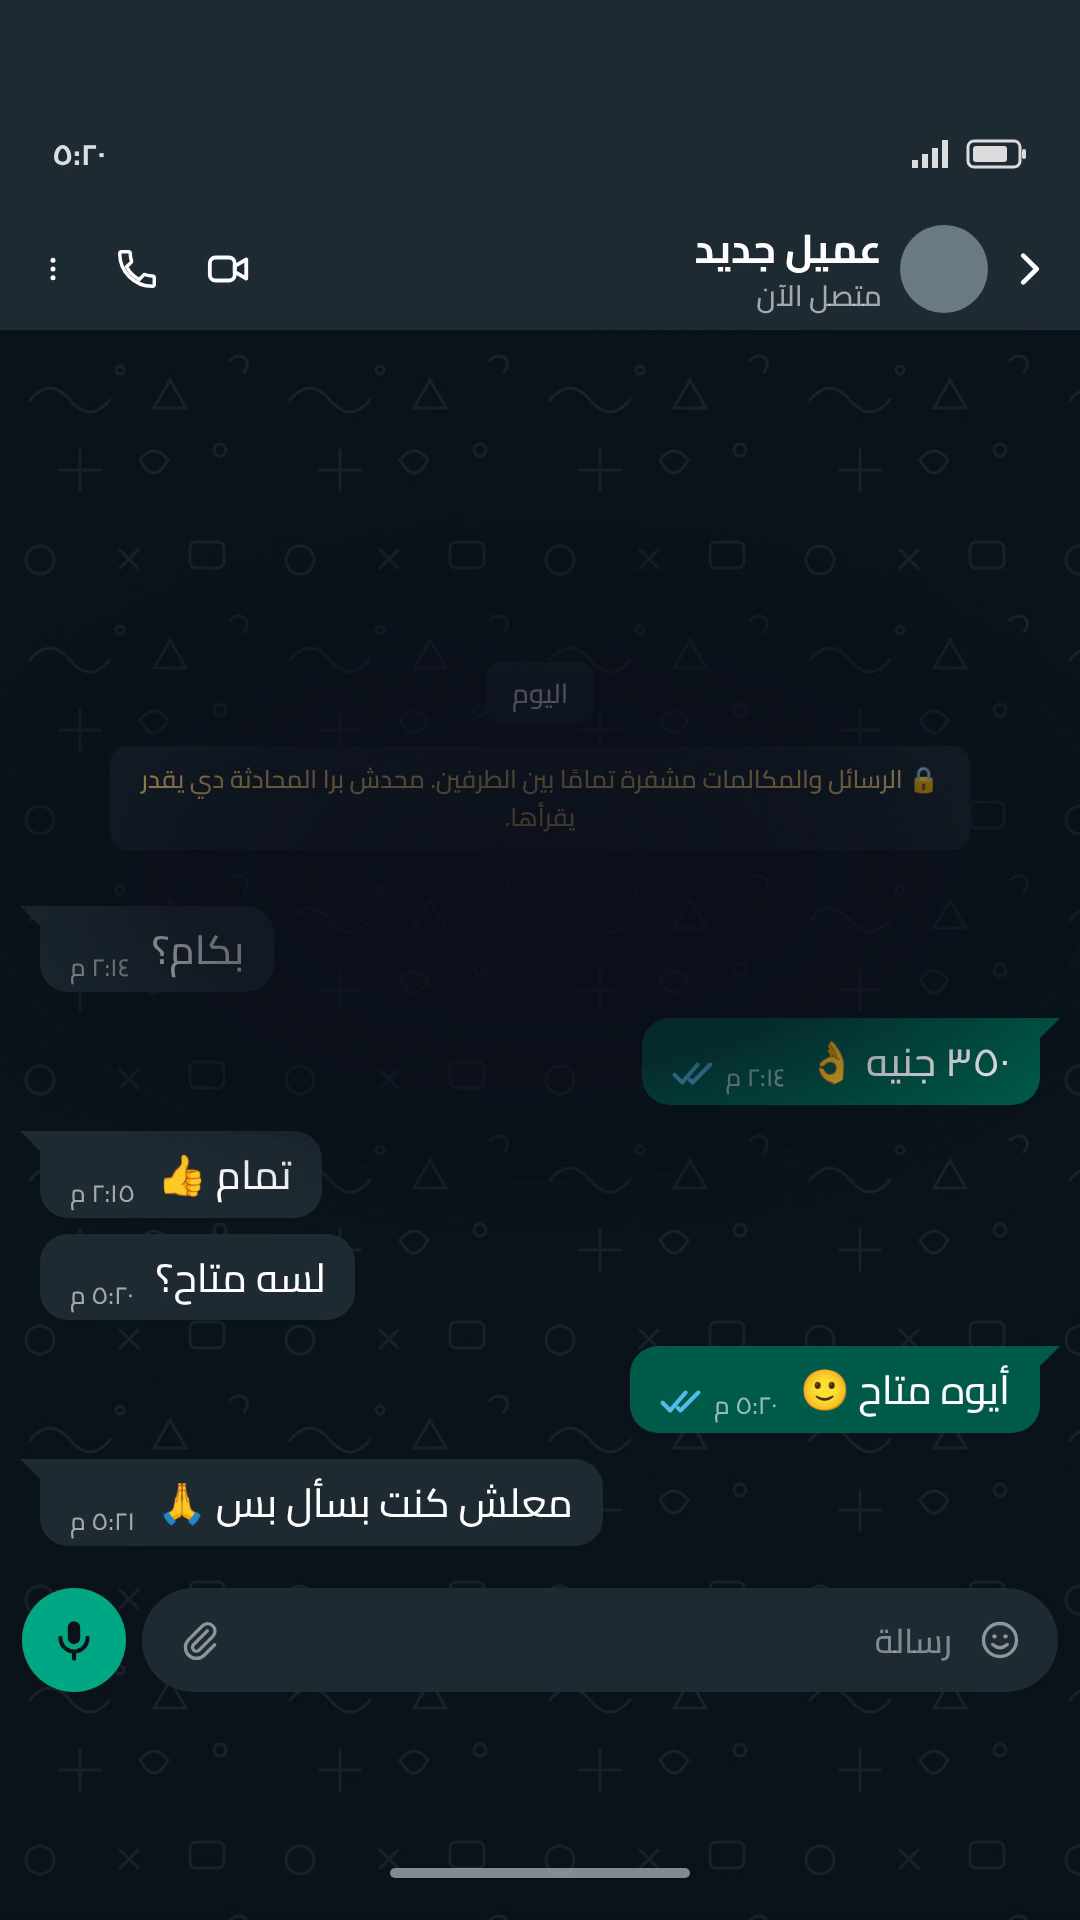 ٥:٢٠
عميل جديد
متصل الآن
اليوم
🔒 الرسائل والمكالمات مشفرة تمامًا بين الطرفين. محدش برا المحادثة دي يقدر
يقرأها.
بكام؟ ٢:١٤ م
٣٥٠ جنيه 👌 ٢:١٤ م
تمام 👍 ٢:١٥ م
لسه متاح؟ ٥:٢٠ م
أيوه متاح 🙂 ٥:٢٠ م
معلش كنت بسأل بس 🙏 ٥:٢١ م
رسالة